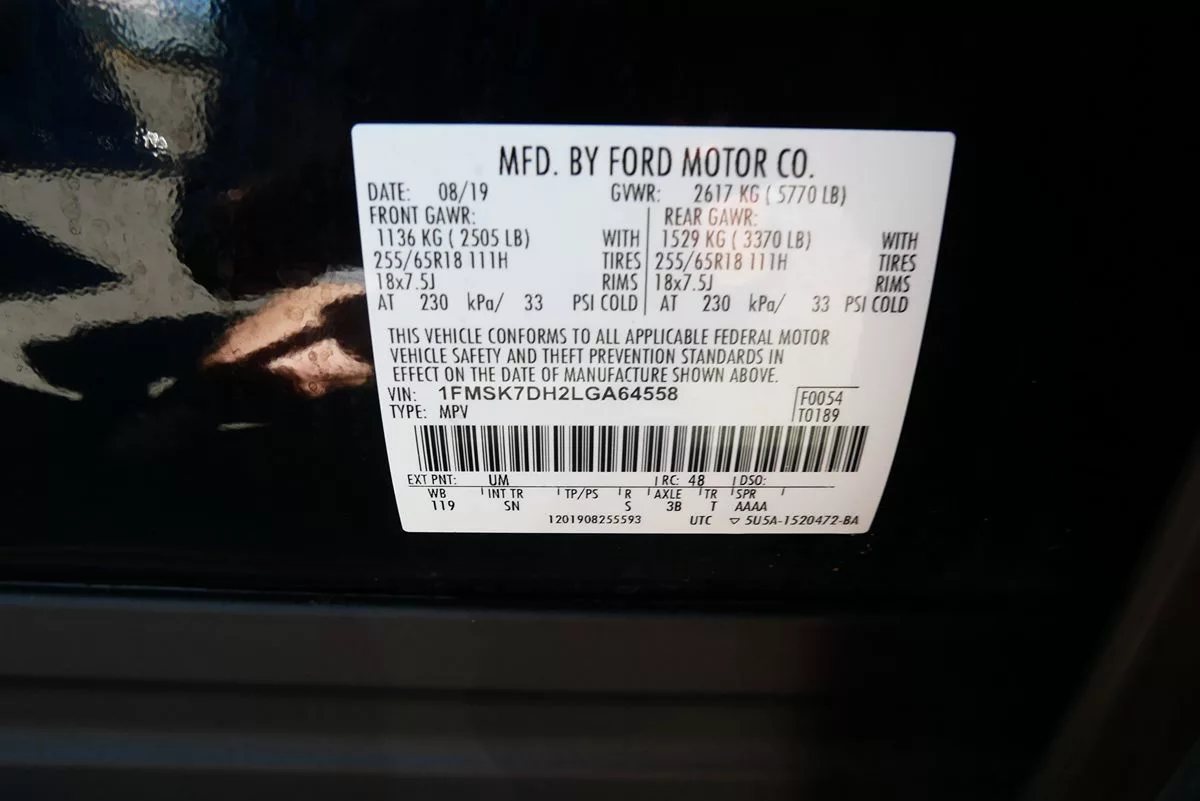 MFD. BY FORD MOTOR CO.
DATE: 08/19 GVWR: 2617 KG ( 5770 LB)
FRONT GAWR: REAR GAWR:
1136 KG ( 2505 LB) WITH 1529 KG ( 3370 LB) WITH
255/65R18 111H TIRES 255/65R18 111H TIRES
18x7.5J RIMS 18x7.5J RIMS
AT 230 kPa/ 33 PSI COLD AT 230 kPa/ 33 PSI COLD
THIS VEHICLE CONFORMS TO ALL APPLICABLE FEDERAL MOTOR
VEHICLE SAFETY AND THEFT PREVENTION STANDARDS IN
EFFECT ON THE DATE OF MANUFACTURE SHOWN ABOVE.
VIN: 1FMSK7DH2LGA64558 F0054
TYPE: MPV T0189
EXT PNT: UM RC: 48 DSO:
WB INT TR TP/PS R AXLE TR SPR
119 SN S 3B T AAAA
1201908255593 UTC ▽ 5U5A-1520472-BA